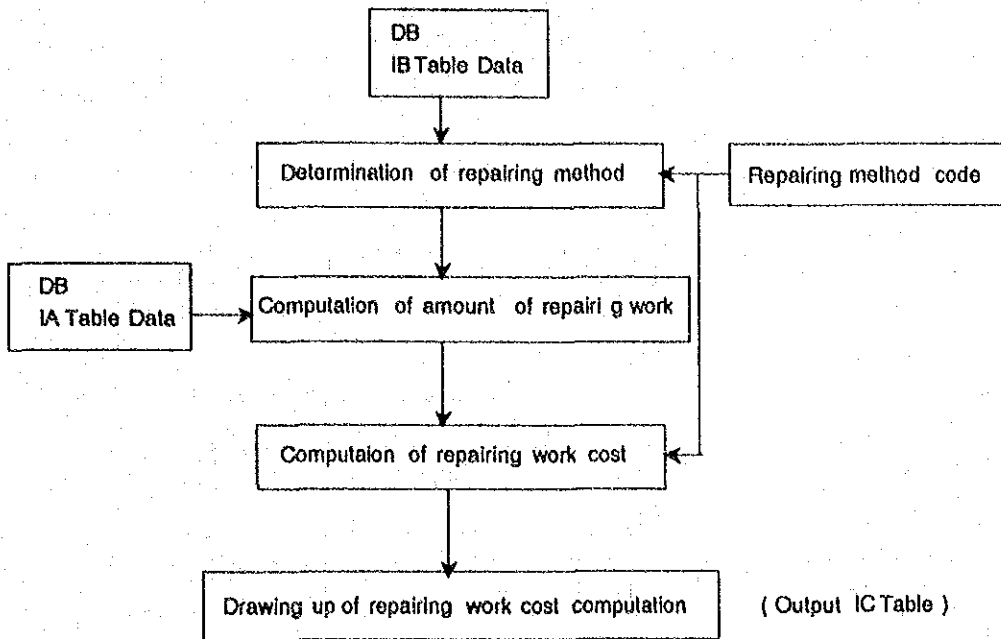 DB
IB Table Data
Determination of repairing method
Repairing method code
DB
IA Table Data
Computation of amount of repairi g work
Computaion of repairing work cost
Drawing up of repairing work cost computation
( Output IC Table )